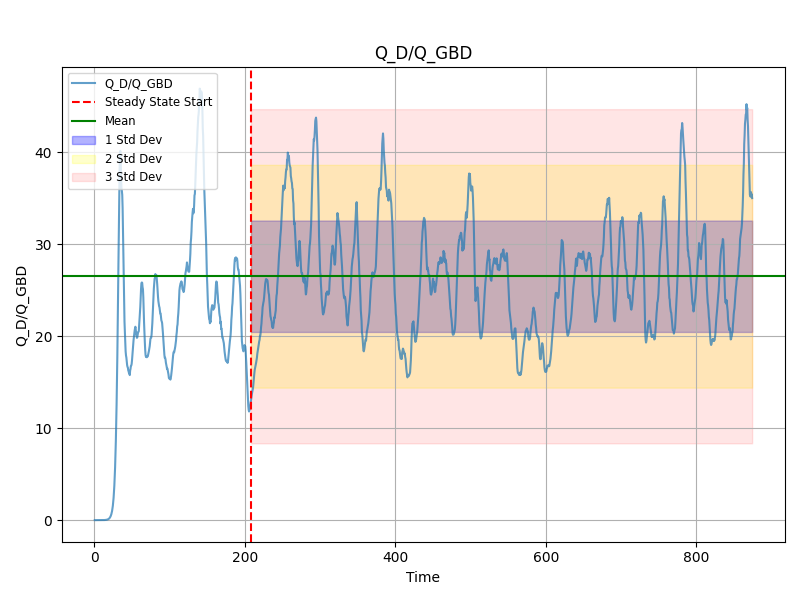 Q_D/Q_GBD
Q_D/Q_GBD
Steady State Start
Mean
1 Std Dev
2 Std Dev
3 Std Dev
Q_D/Q_GBD
40
30
20
10
0
0 200 400 600 800
Time